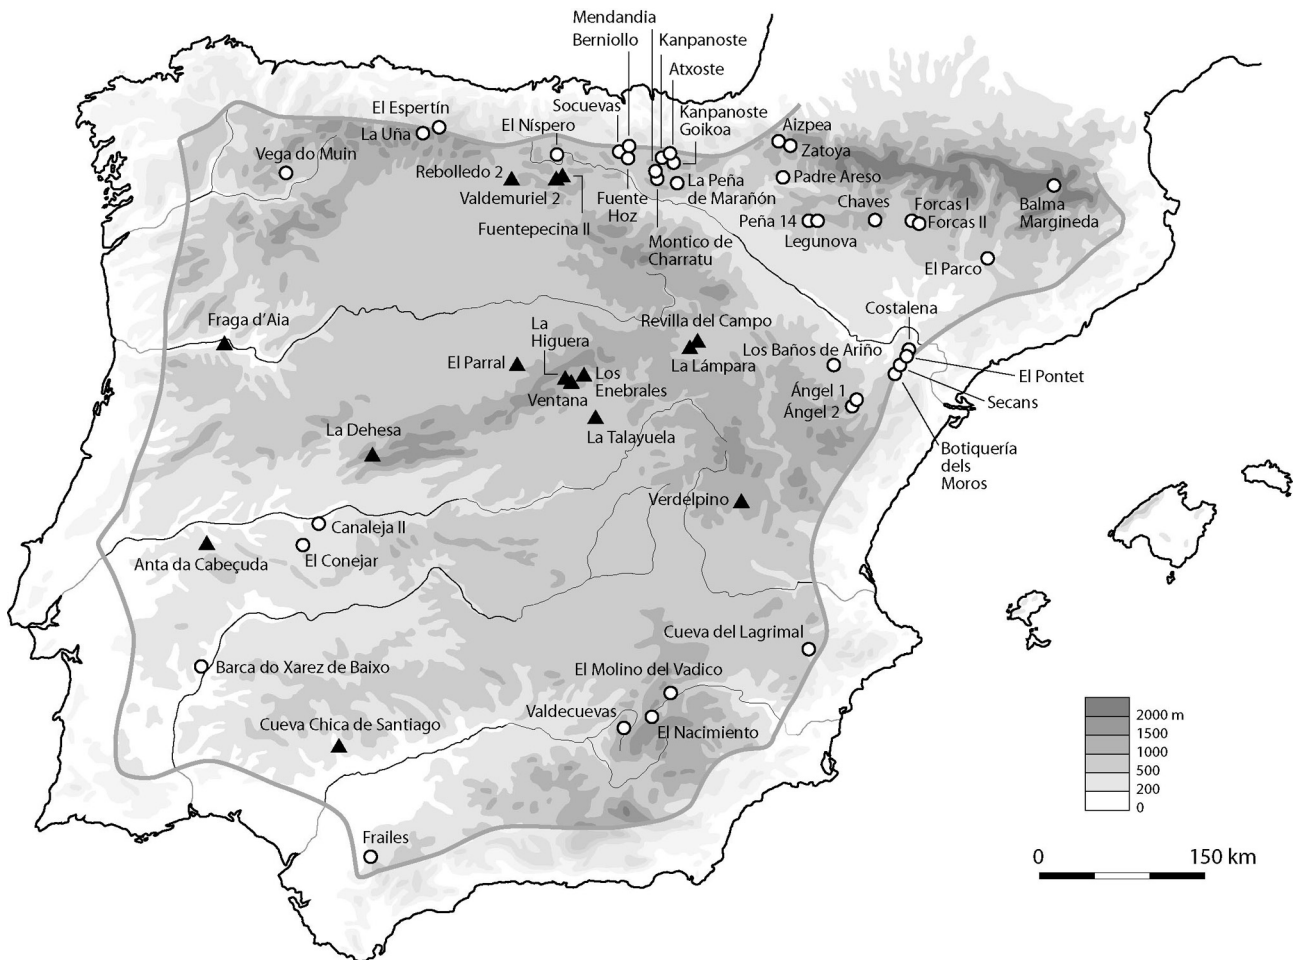 Mendandia
Berniollo
Kanpanoste
Atxoste
El Espertín
Socuevas
Kanpanoste
Goikoa
La Uña
El Níspero
Aizpea
Zatoya
Vega do Muin
Rebolledo 2
Valdemuriel 2
Fuentepecina II
Fuente
Hoz
La Peña
de Marañón
Padre Areso
Montico de
Charratu
Peña 14
Legunova
Chaves
Forcas I
Forcas II
Balma
Margineda
El Parco
Costalena
Fraga d'Aia
La
Higuera
Revilla del Campo
El Parral
Los
Enebrales
Ventana
La Lámpara
Los Baños de Ariño
El Pontet
Ángel 1
Ángel 2
Secans
La Dehesa
La Talayuela
Botiquería
dels
Moros
Verdelpino
Canaleja II
Anta da Cabeçuda
El Conejar
Cueva del Lagrimal
Barca do Xarez de Baixo
El Molino del Vadico
Valdecuevas
El Nacimiento
Cueva Chica de Santiago
Frailes
2000 m
1500
1000
500
200
0
0
150 km